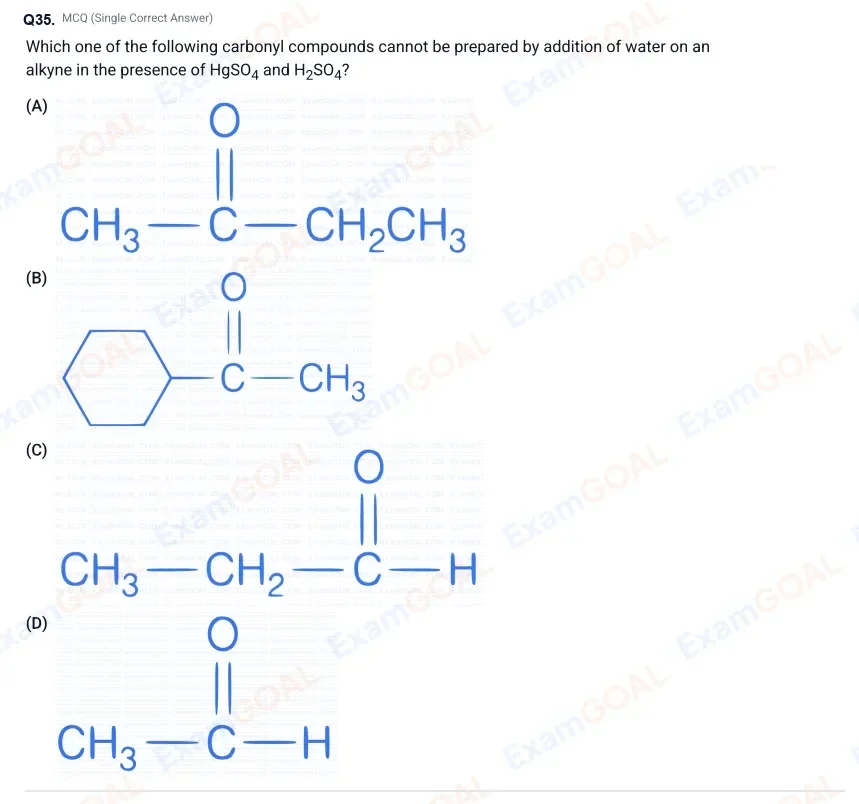 Q35. MCQ (Single Correct Answer)
Which one of the following carbonyl compounds cannot be prepared by addition of water on an
alkyne in the presence of HgSO₄ and H₂SO₄?
(A)
O
CH₃—C—CH₂CH₃
(B)
O
C—CH₃
(C)
O
CH₃—CH₂—C—H
(D)
O
CH₃—C—H
ExamGOAL